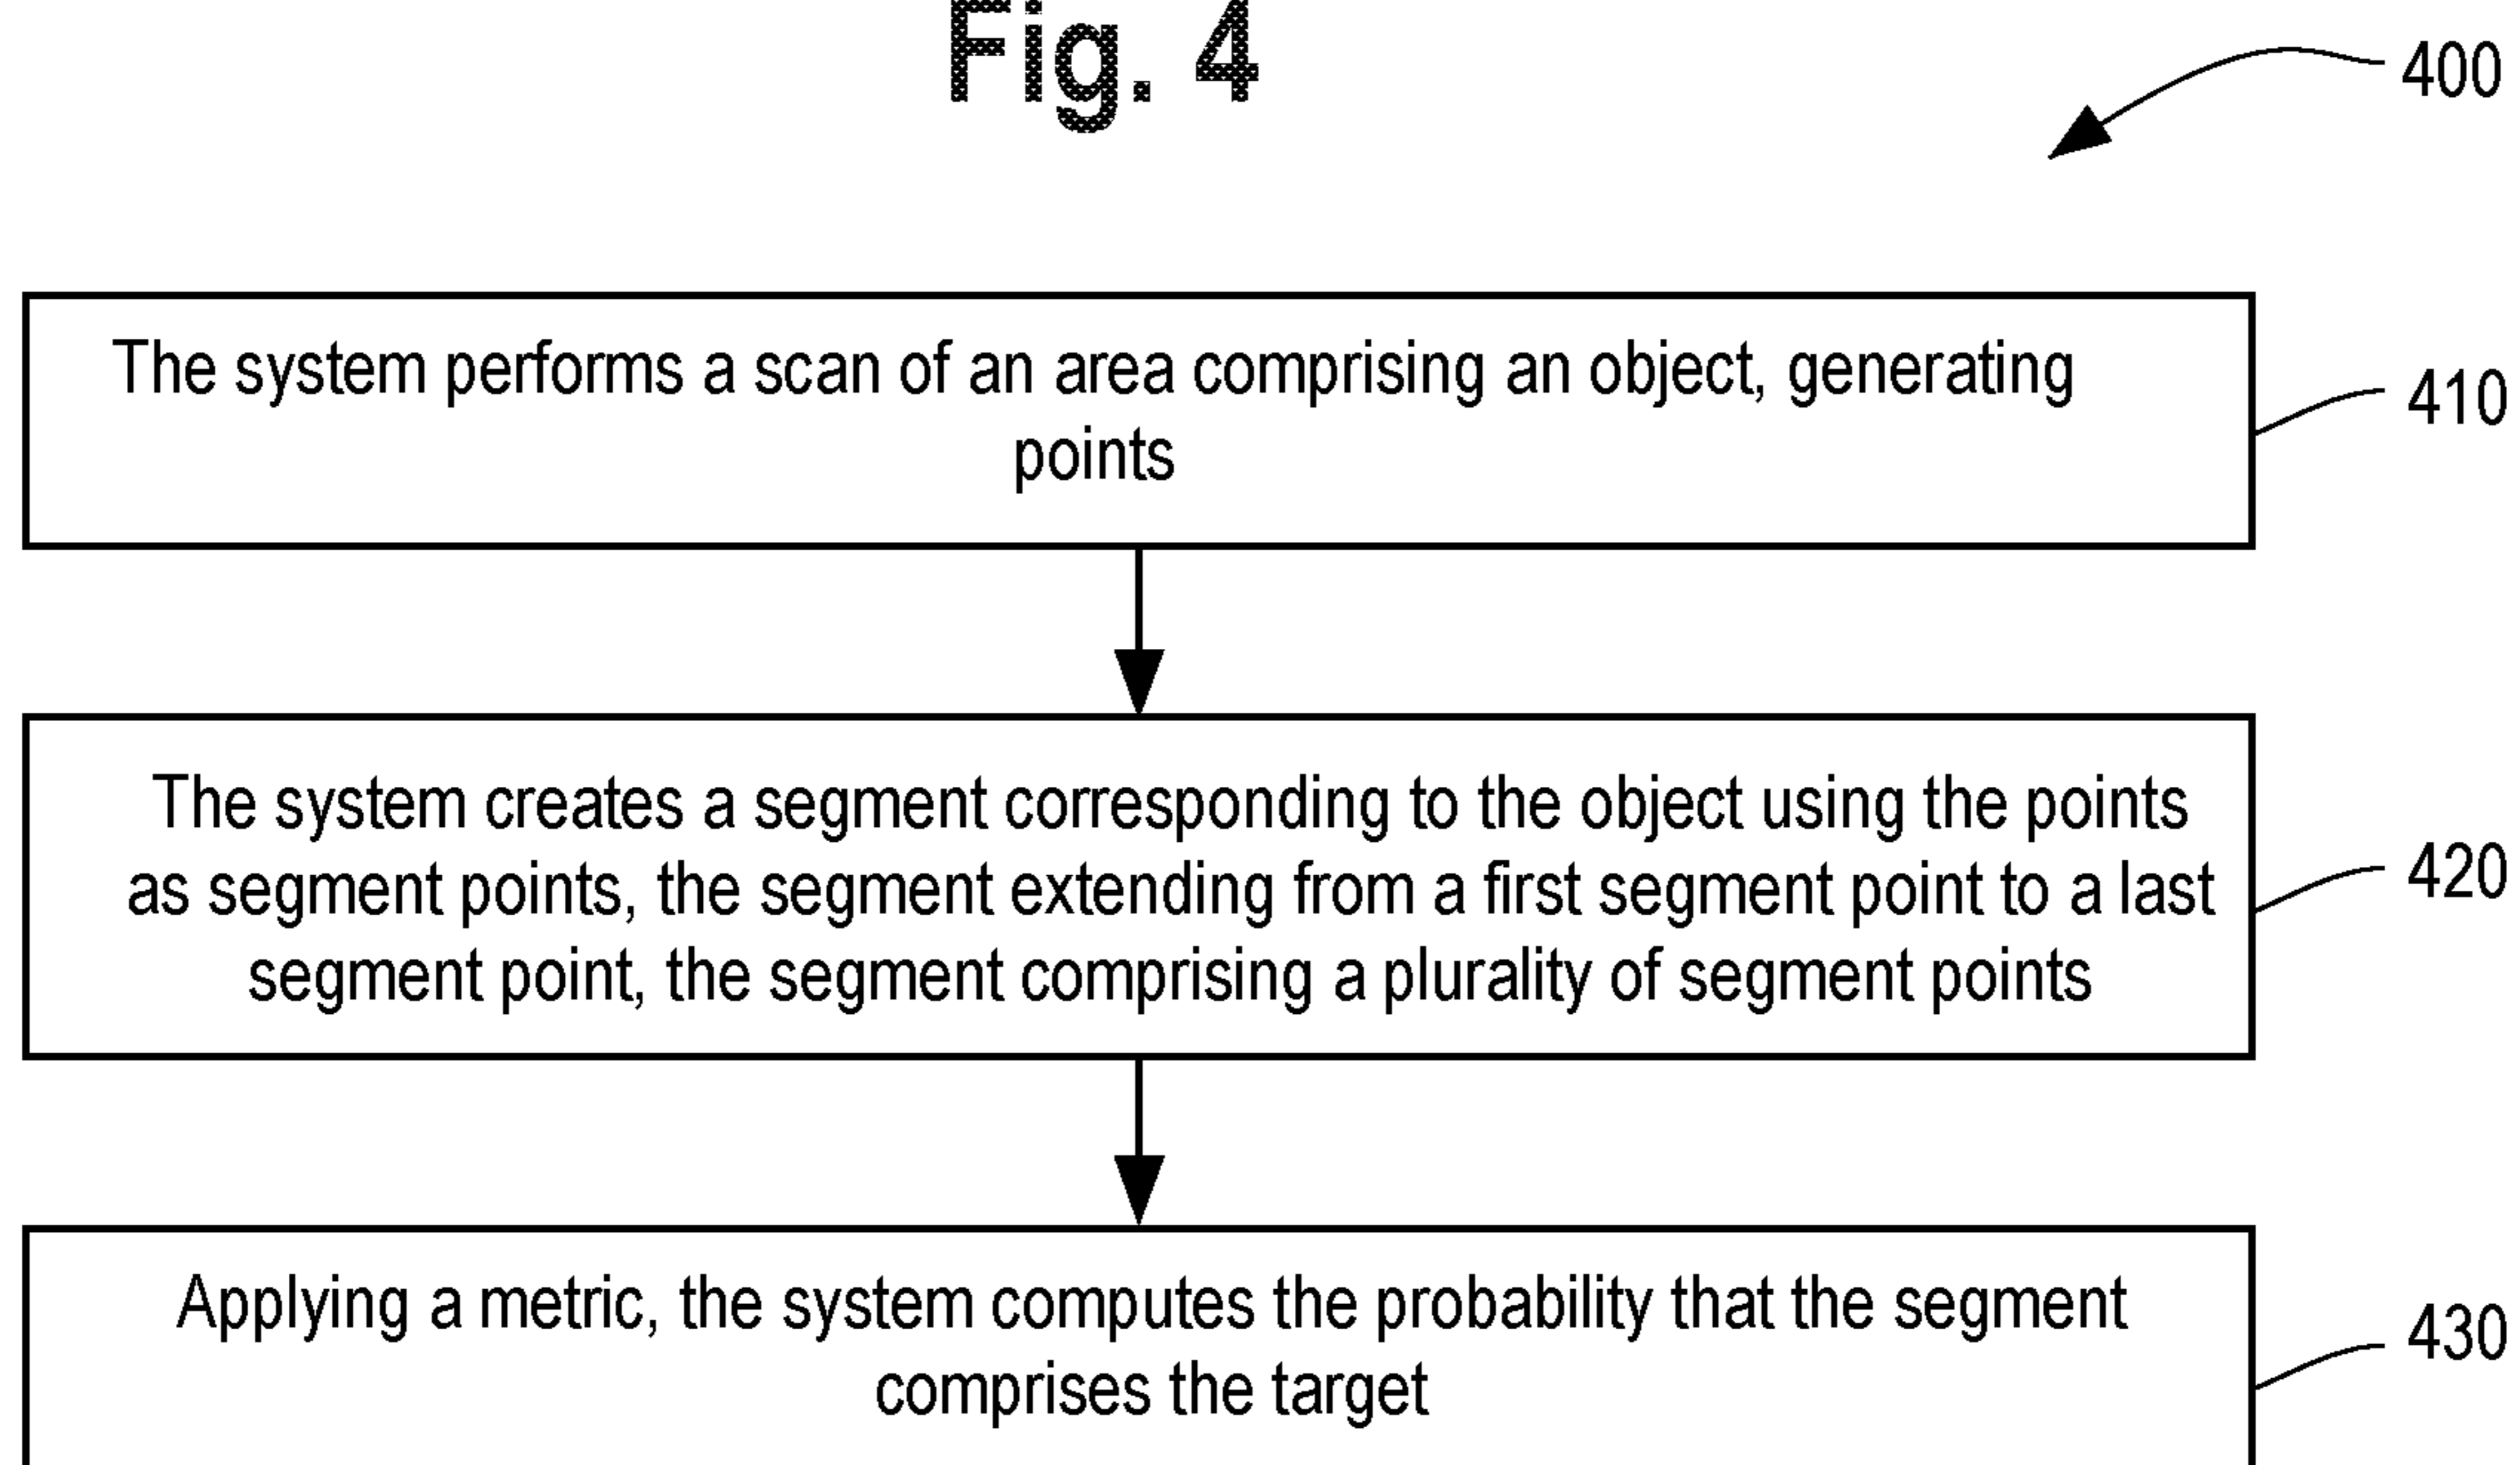 Fig. 4
400
The system performs a scan of an area comprising an object, generating
points
410
The system creates a segment corresponding to the object using the points
as segment points, the segment extending from a first segment point to a last
segment point, the segment comprising a plurality of segment points
420
Applying a metric, the system computes the probability that the segment
comprises the target
430